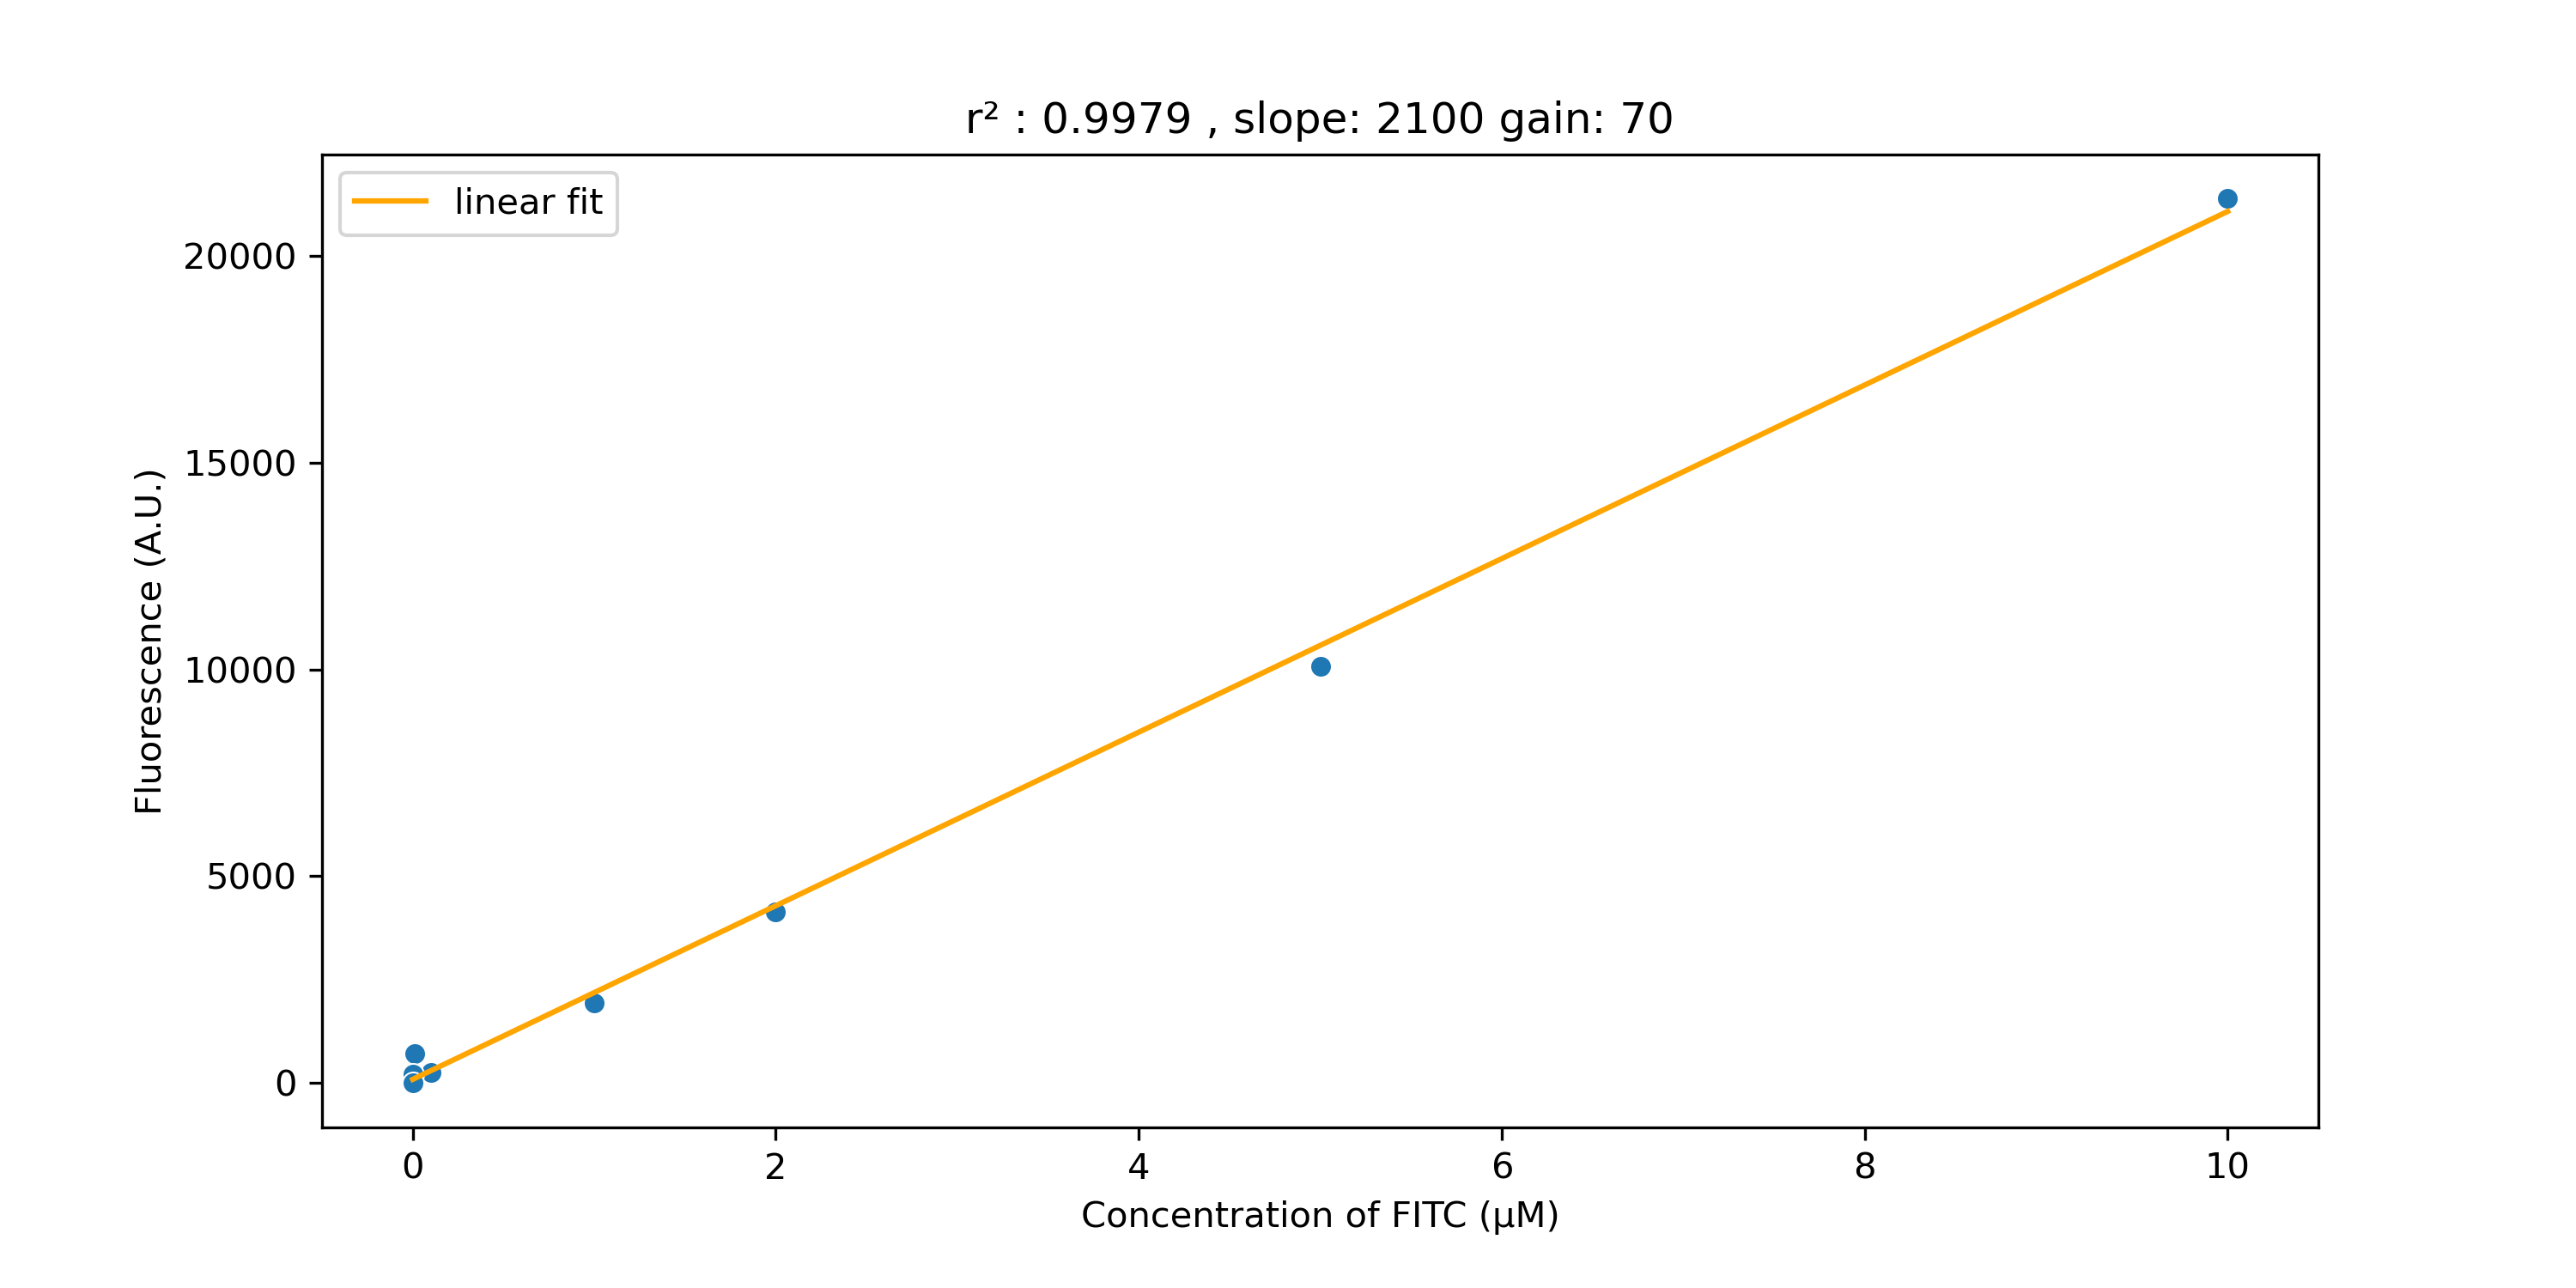 r² : 0.9979 , slope: 2100 gain: 70
linear fit
20000
15000
10000
5000
0
Fluorescence (A.U.)
0 2 4 6 8 10
Concentration of FITC (µM)